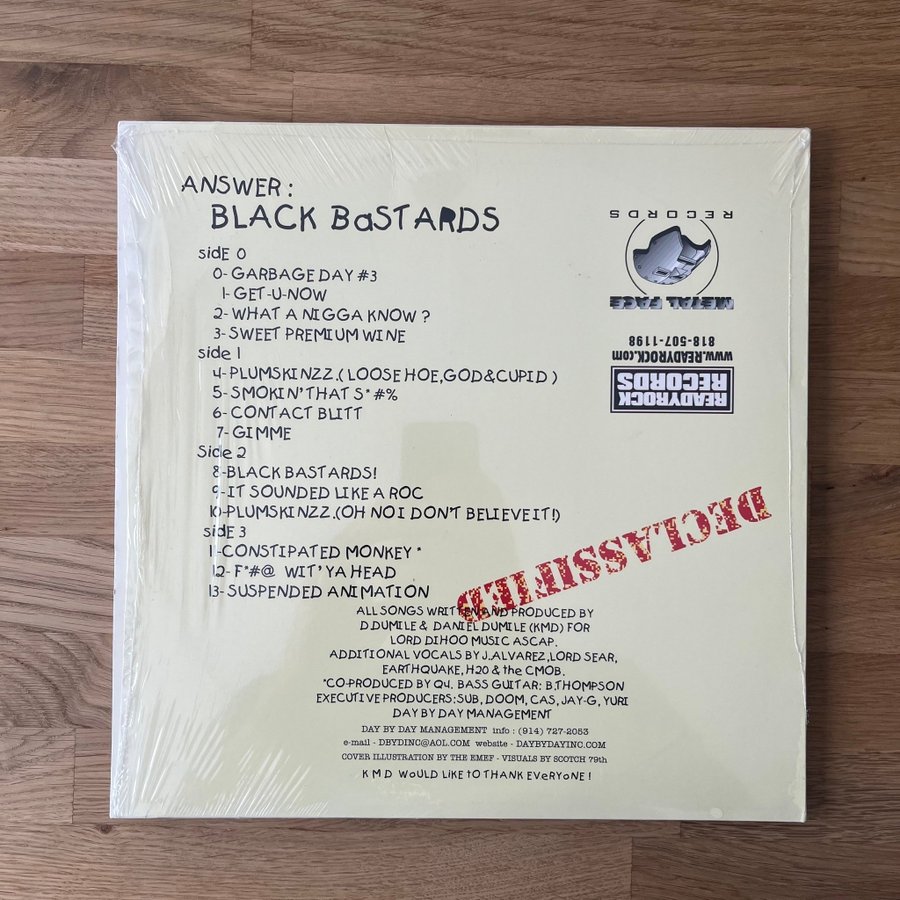 ANSWER:
BLACK BaSTARDS
sidE 0
0- GARBAGE DAY #3
1- GET-U-NOW
2- WHAT A NIGGA KNOW ?
3- SWEET PREMIUM WINE
side 1
4- PLUMSKINZZ.( LOOSE HOE,GOD&CUPID )
5- SMOKIN' THAT S*#%
6- CONTACT BLITT
7- GIMME
Side 2
8-BLACK BASTARDS!
9-IT SOUNDED LIKE A ROC
10-PLUMSKINZZ.(OH NO I DON'T BELIEVE IT!)
sidE 3
11-CONSTIPATED MONKEY *
12- F*#@ WIT' YA HEAD
13-SUSPENDED ANIMATION
ALL SONGS WRITTEN AND PRODUCED BY
D.DUMILE & DANIEL DUMILE (KMD) FOR
LORD DIHOO MUSIC ASCAP.
ADDITIONAL VOCALS BY J.ALVAREZ,LORD SEAR,
EARTHQUAKE, H20 & the CMOB.
*CO-PRODUCED BY Q4. BASS GUITAR: B.THOMPSON
EXECUTIVE PRODUCERS:SUB, DOOM, CAS, JAY-G, YURI
DAY BY DAY MANAGEMENT
DAY BY DAY MANAGEMENT info : (914) 727-2053
e-mail - DBYDINC@AOL.COM website - DAYBYDAYINC.COM
COVER ILLUSTRATION BY THE EMEF - VISUALS BY SCOTCH 79th
KMD WoULD LIKE tO THANK EVeRYoNE !
READYROCK
RECORDS
www.READYROCK.com
818-507-1198
METAL FACE
RECORDS
DECLASSIFIED